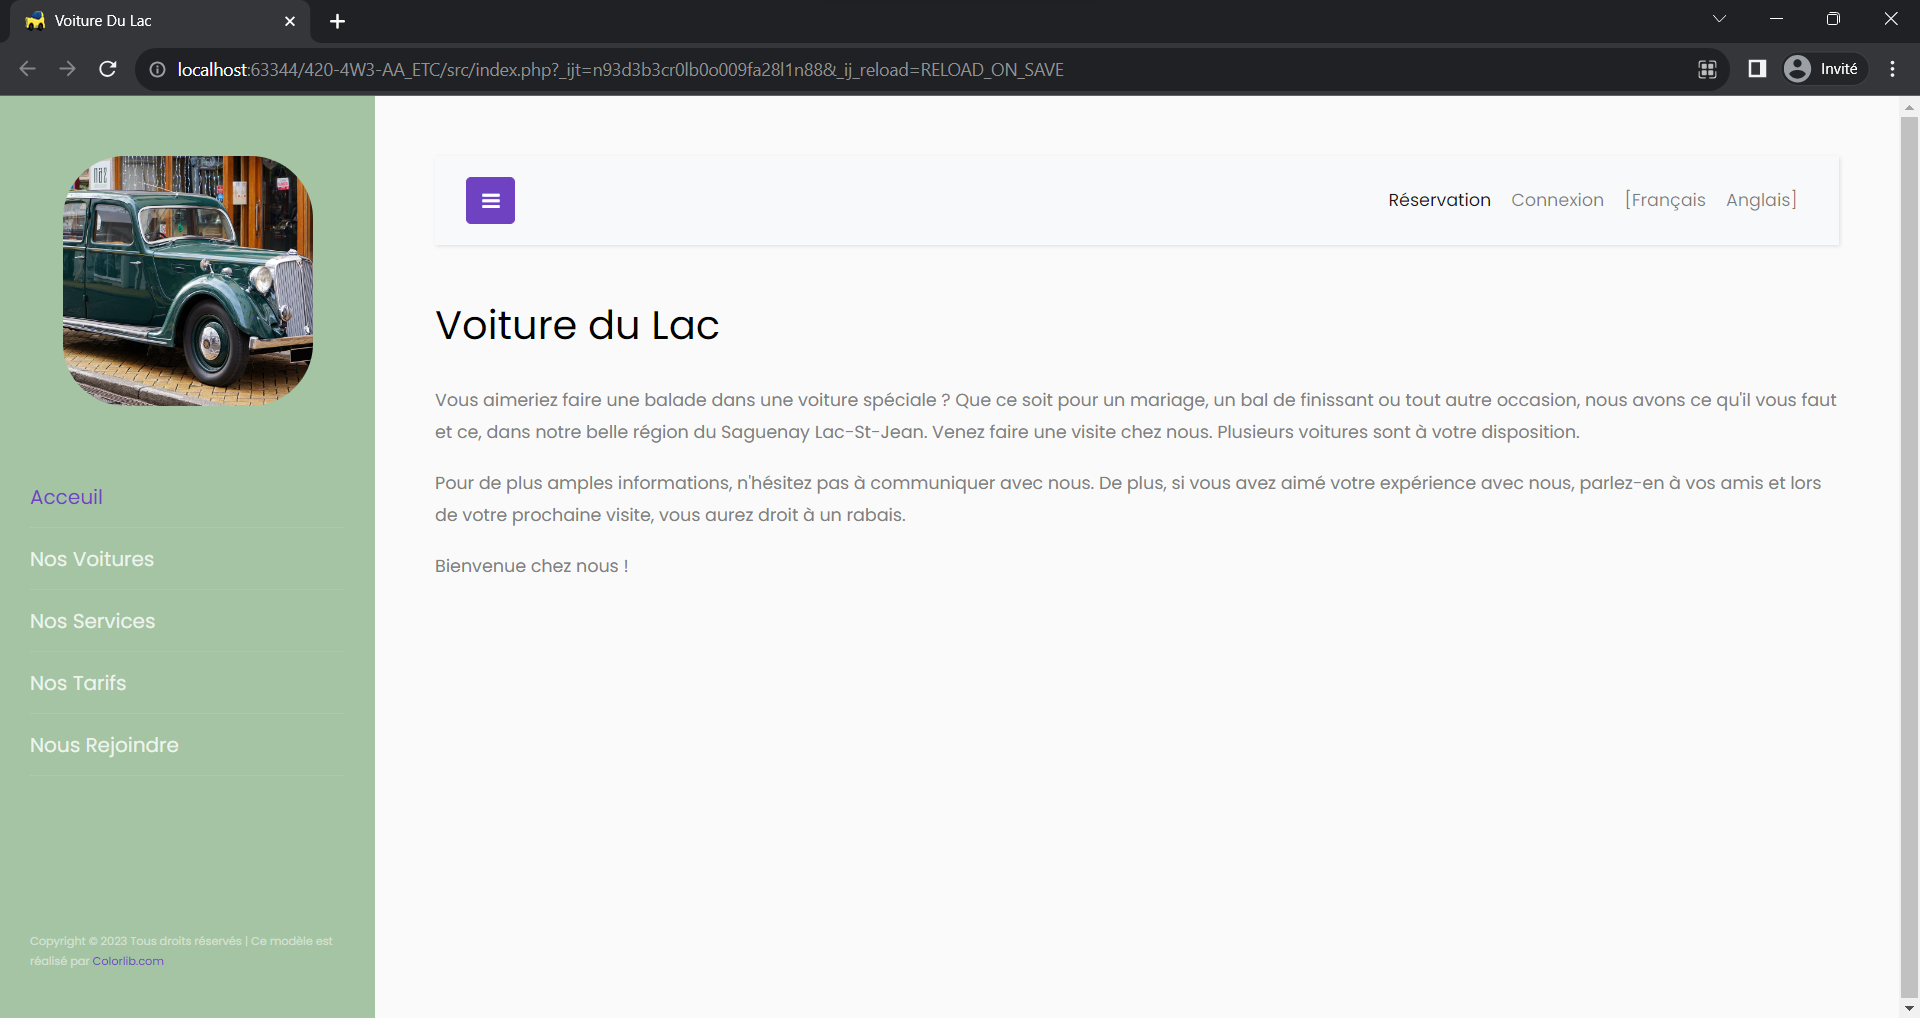 Voiture Du Lac
localhost:63344/420-4W3-AA_ETC/src/index.php?_ijt=n93d3b3cr0lb0o009fa28l1n88&_ij_reload=RELOAD_ON_SAVE
Invité
Réservation Connexion [Français Anglais]
Voiture du Lac
Vous aimeriez faire une balade dans une voiture spéciale ? Que ce soit pour un mariage, un bal de finissant ou tout autre occasion, nous avons ce qu'il vous faut
et ce, dans notre belle région du Saguenay Lac-St-Jean. Venez faire une visite chez nous. Plusieurs voitures sont à votre disposition.
Pour de plus amples informations, n'hésitez pas à communiquer avec nous. De plus, si vous avez aimé votre expérience avec nous, parlez-en à vos amis et lors
de votre prochaine visite, vous aurez droit à un rabais.
Bienvenue chez nous !
Acceuil
Nos Voitures
Nos Services
Nos Tarifs
Nous Rejoindre
Copyright © 2023 Tous droits réservés | Ce modèle est
réalisé par Colorlib.com